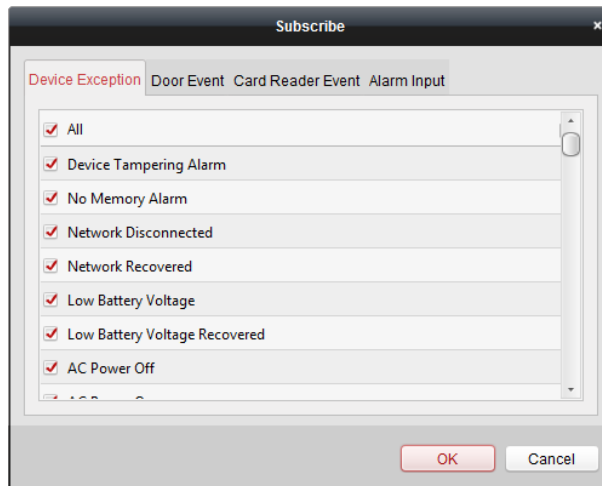 Subscribe
Device Exception Door Event Card Reader Event Alarm Input
All
Device Tampering Alarm
No Memory Alarm
Network Disconnected
Network Recovered
Low Battery Voltage
Low Battery Voltage Recovered
AC Power Off
OK Cancel